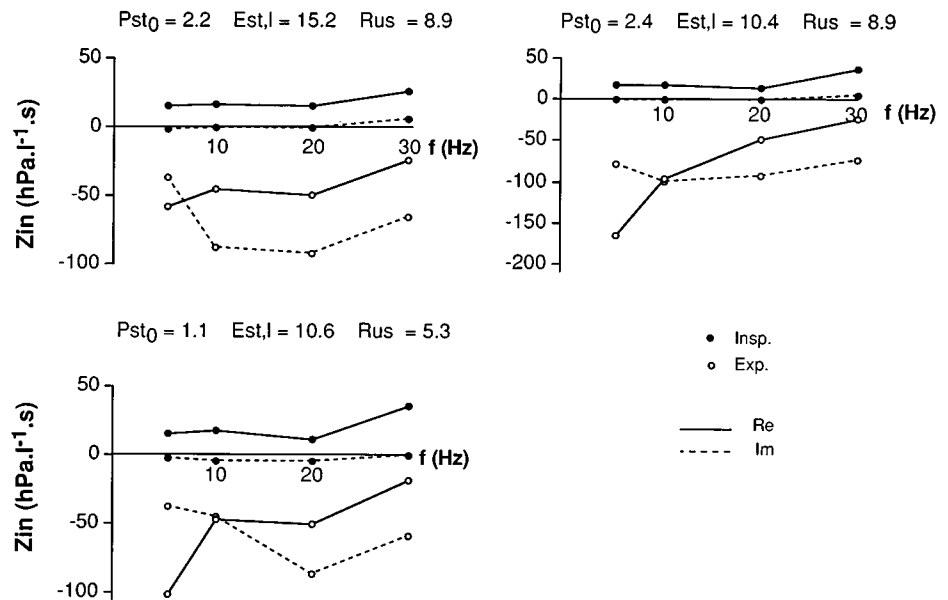 Pst0 = 2.2 Est,l = 15.2 Rus = 8.9
50
0
-50
-100
10 20 30 f (Hz)
Zin (hPa.l-1.s)
Pst0 = 2.4 Est,l = 10.4 Rus = 8.9
50
0
-50
-100
-150
-200
10 20 30 f (Hz)
Pst0 = 1.1 Est,l = 10.6 Rus = 5.3
50
0
-50
-100
10 20 f (Hz)
Zin (hPa.l-1.s)
Insp.
Exp.
Re
Im